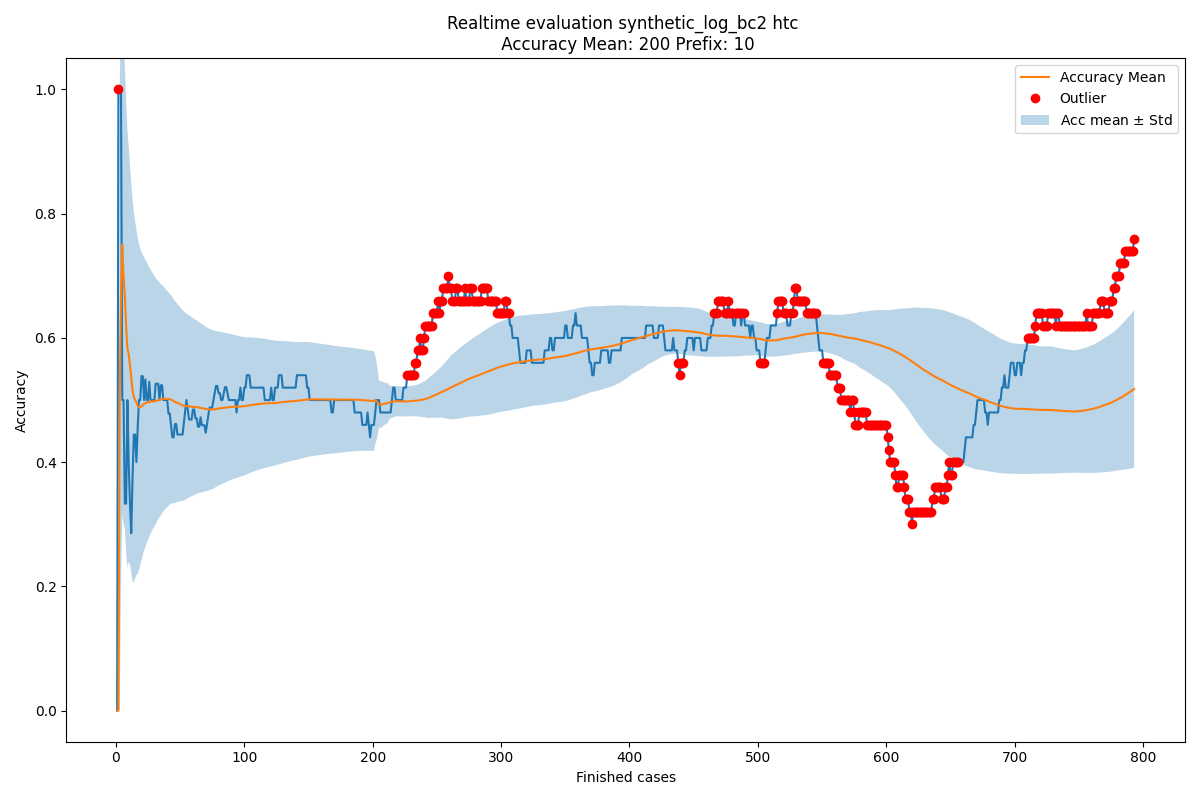 Realtime evaluation synthetic_log_bc2 htc
Accuracy Mean: 200 Prefix: 10
Accuracy Mean
Outlier
Acc mean ± Std
Accuracy
1.0
0.8
0.6
0.4
0.2
0.0
0 100 200 300 400 500 600 700 800
Finished cases